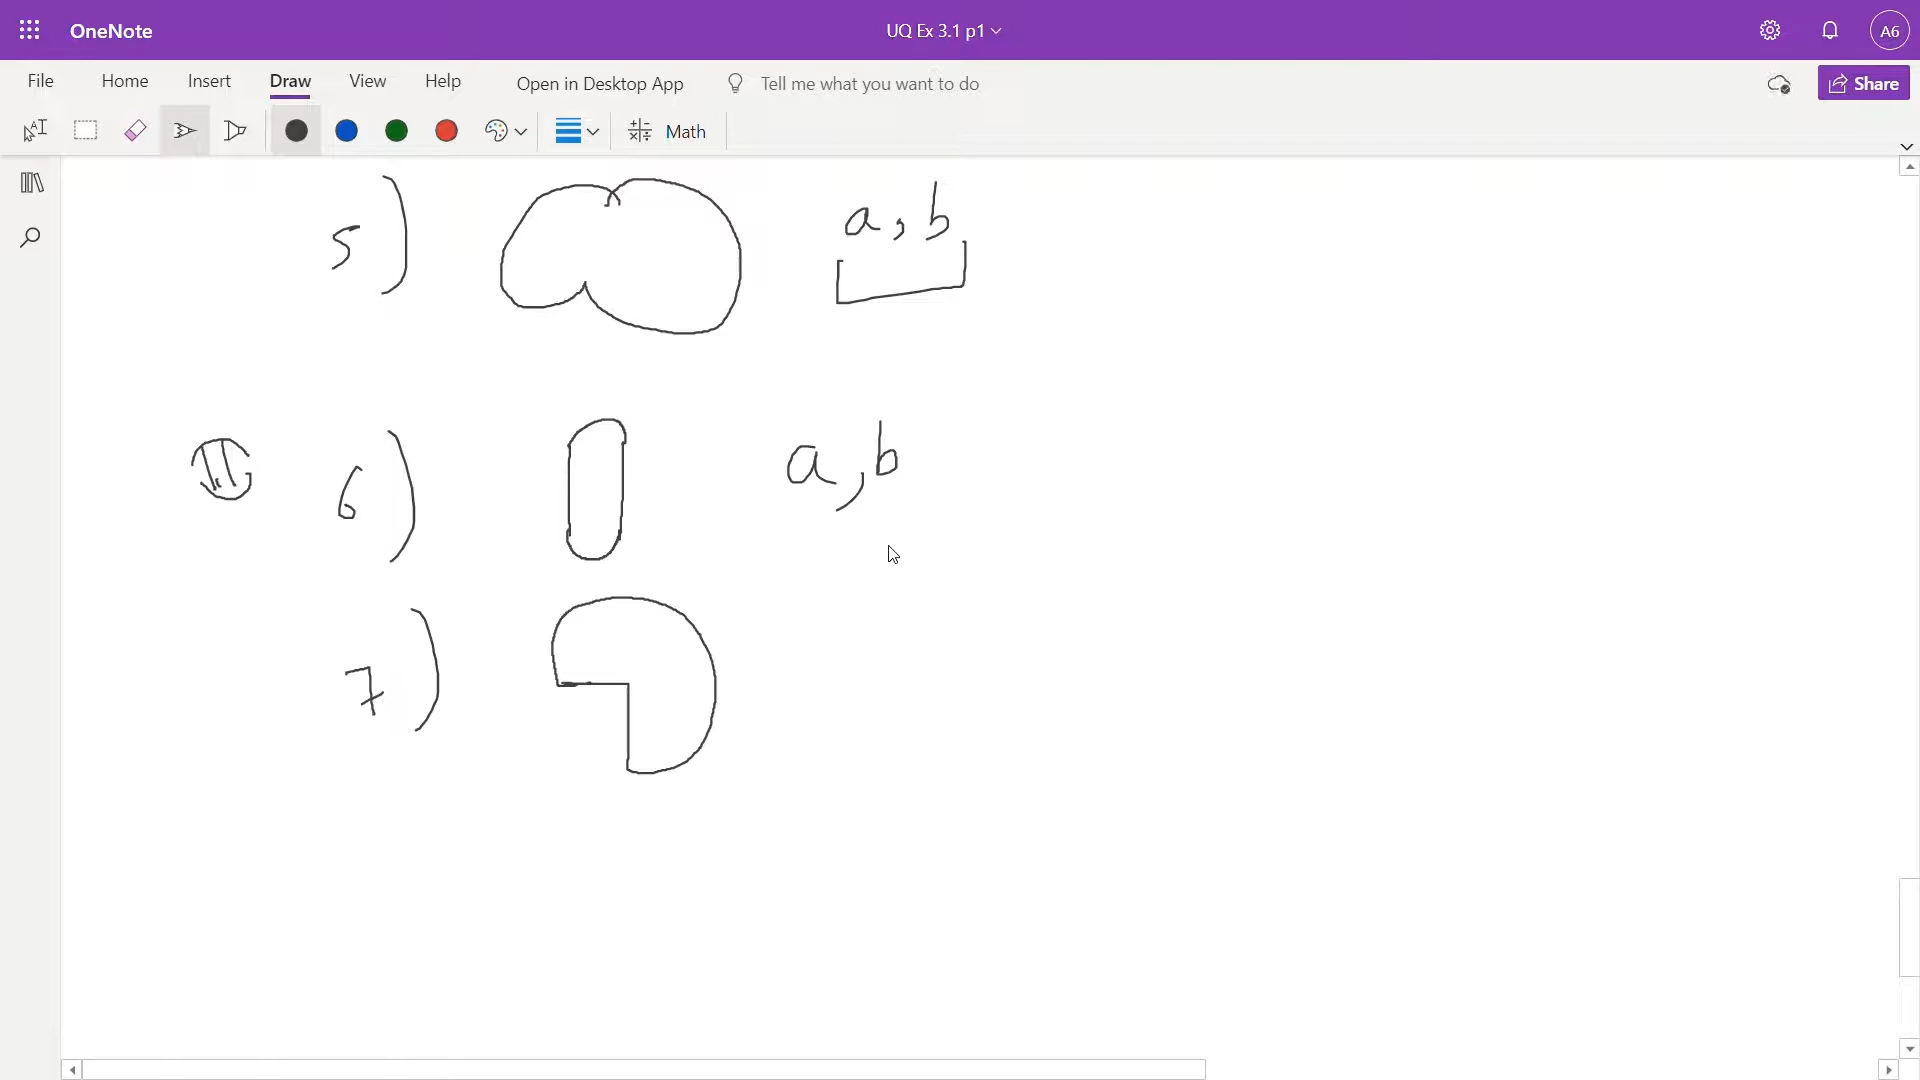 OneNote
UQ Ex 3.1 p1
A6
File Home Insert Draw View Help Open in Desktop App Tell me what you want to do
Share
Math
5) a, b
6) a, b
7)